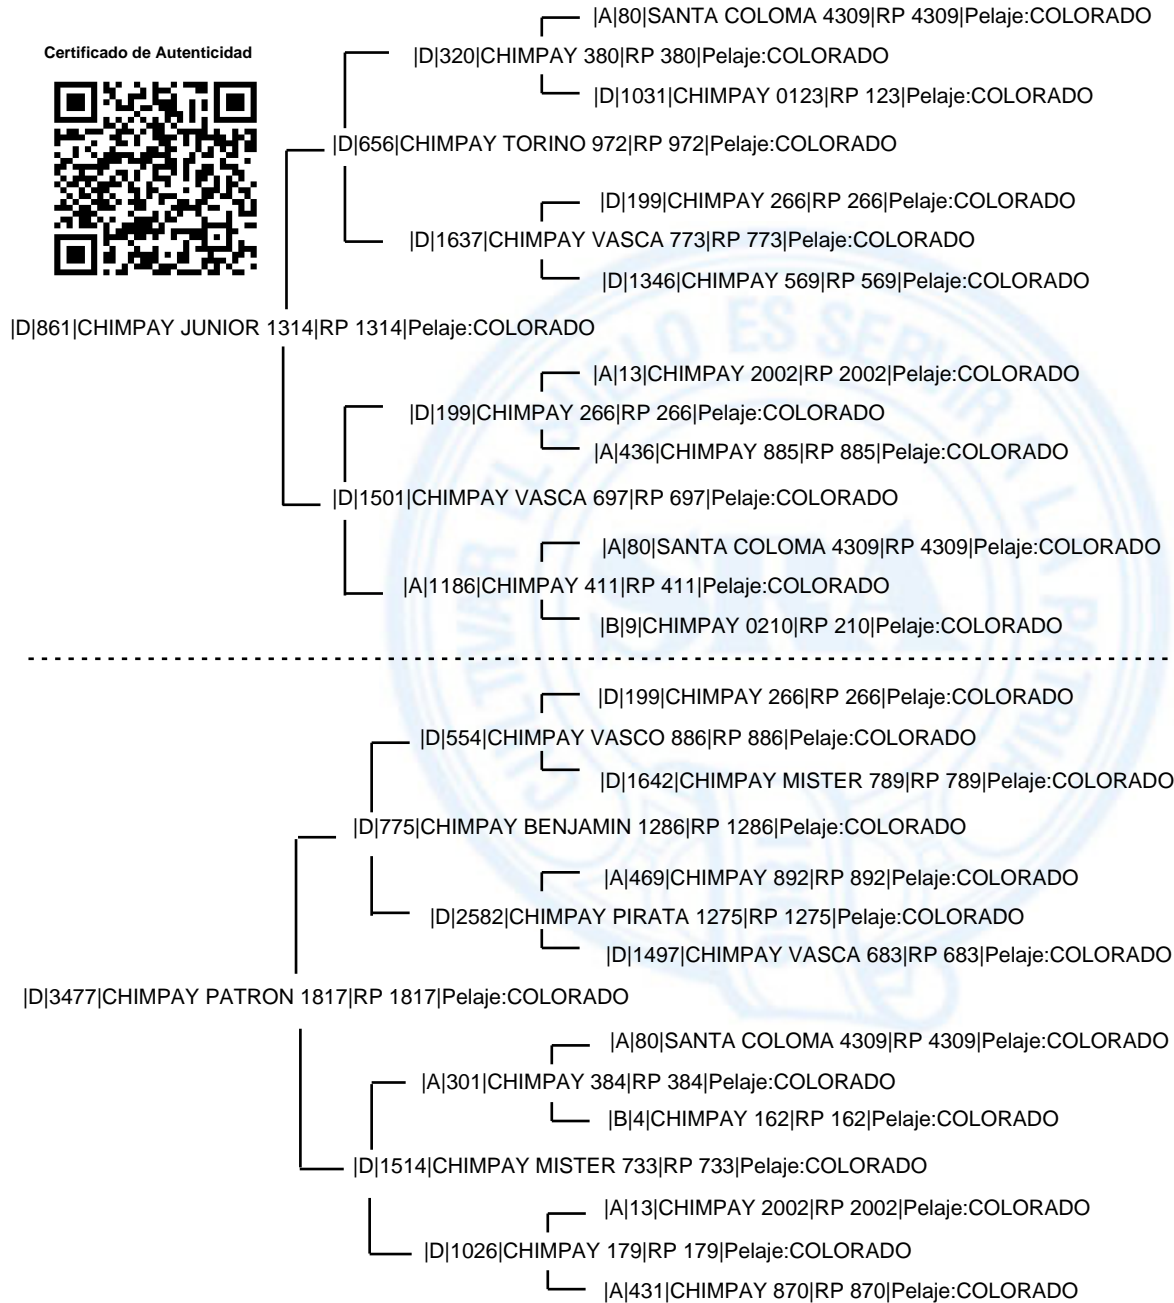 |A|80|SANTA COLOMA 4309|RP 4309|Pelaje:COLORADO
Certificado de Autenticidad
|D|320|CHIMPAY 380|RP 380|Pelaje:COLORADO
|D|1031|CHIMPAY 0123|RP 123|Pelaje:COLORADO
|D|656|CHIMPAY TORINO 972|RP 972|Pelaje:COLORADO
|D|199|CHIMPAY 266|RP 266|Pelaje:COLORADO
|D|1637|CHIMPAY VASCA 773|RP 773|Pelaje:COLORADO
|D|1346|CHIMPAY 569|RP 569|Pelaje:COLORADO
|D|861|CHIMPAY JUNIOR 1314|RP 1314|Pelaje:COLORADO
|A|13|CHIMPAY 2002|RP 2002|Pelaje:COLORADO
|D|199|CHIMPAY 266|RP 266|Pelaje:COLORADO
|A|436|CHIMPAY 885|RP 885|Pelaje:COLORADO
|D|1501|CHIMPAY VASCA 697|RP 697|Pelaje:COLORADO
|A|80|SANTA COLOMA 4309|RP 4309|Pelaje:COLORADO
|A|1186|CHIMPAY 411|RP 411|Pelaje:COLORADO
|B|9|CHIMPAY 0210|RP 210|Pelaje:COLORADO
|D|199|CHIMPAY 266|RP 266|Pelaje:COLORADO
|D|554|CHIMPAY VASCO 886|RP 886|Pelaje:COLORADO
|D|1642|CHIMPAY MISTER 789|RP 789|Pelaje:COLORADO
|D|775|CHIMPAY BENJAMIN 1286|RP 1286|Pelaje:COLORADO
|A|469|CHIMPAY 892|RP 892|Pelaje:COLORADO
|D|2582|CHIMPAY PIRATA 1275|RP 1275|Pelaje:COLORADO
|D|1497|CHIMPAY VASCA 683|RP 683|Pelaje:COLORADO
|D|3477|CHIMPAY PATRON 1817|RP 1817|Pelaje:COLORADO
|A|80|SANTA COLOMA 4309|RP 4309|Pelaje:COLORADO
|A|301|CHIMPAY 384|RP 384|Pelaje:COLORADO
|B|4|CHIMPAY 162|RP 162|Pelaje:COLORADO
|D|1514|CHIMPAY MISTER 733|RP 733|Pelaje:COLORADO
|A|13|CHIMPAY 2002|RP 2002|Pelaje:COLORADO
|D|1026|CHIMPAY 179|RP 179|Pelaje:COLORADO
|A|431|CHIMPAY 870|RP 870|Pelaje:COLORADO
CULTIVAR EL SUELO ES SERVIR A LA PATRIA
SRA
1866